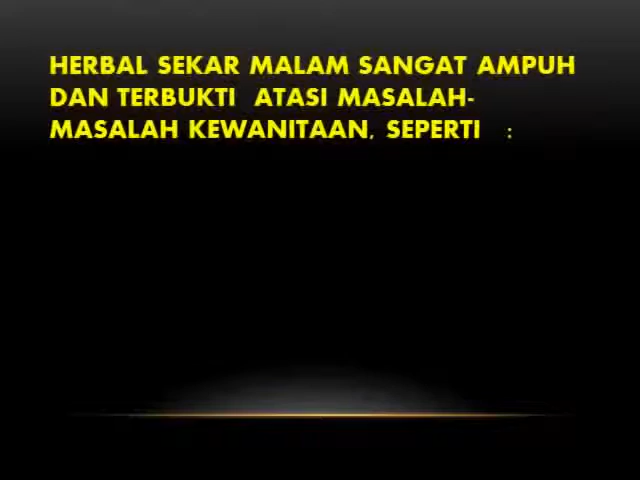 HERBAL SEKAR MALAM SANGAT AMPUH
DAN TERBUKTI ATASI MASALAH-
MASALAH KEWANITAAN, SEPERTI :